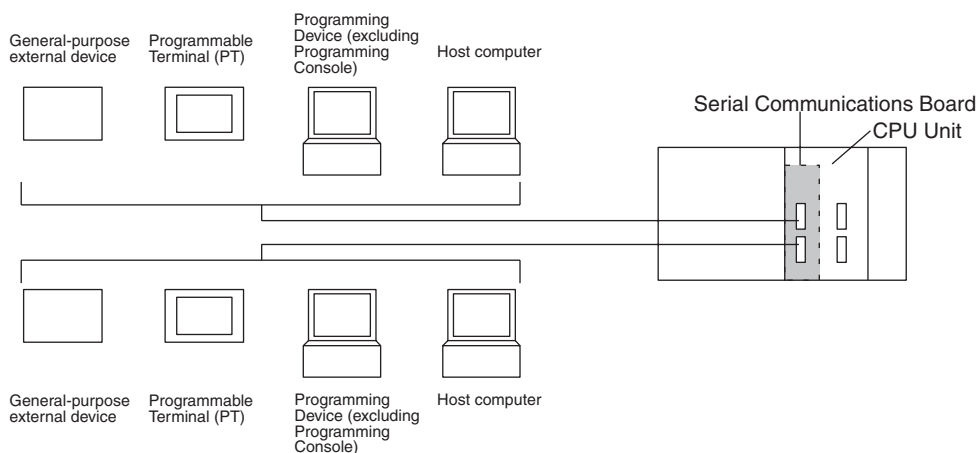 General-purpose
external device
Programmable
Terminal (PT)
Programming
Device (excluding
Programming
Console)
Host computer
Serial Communications Board
CPU Unit
General-purpose
external device
Programmable
Terminal (PT)
Programming
Device (excluding
Programming
Console)
Host computer